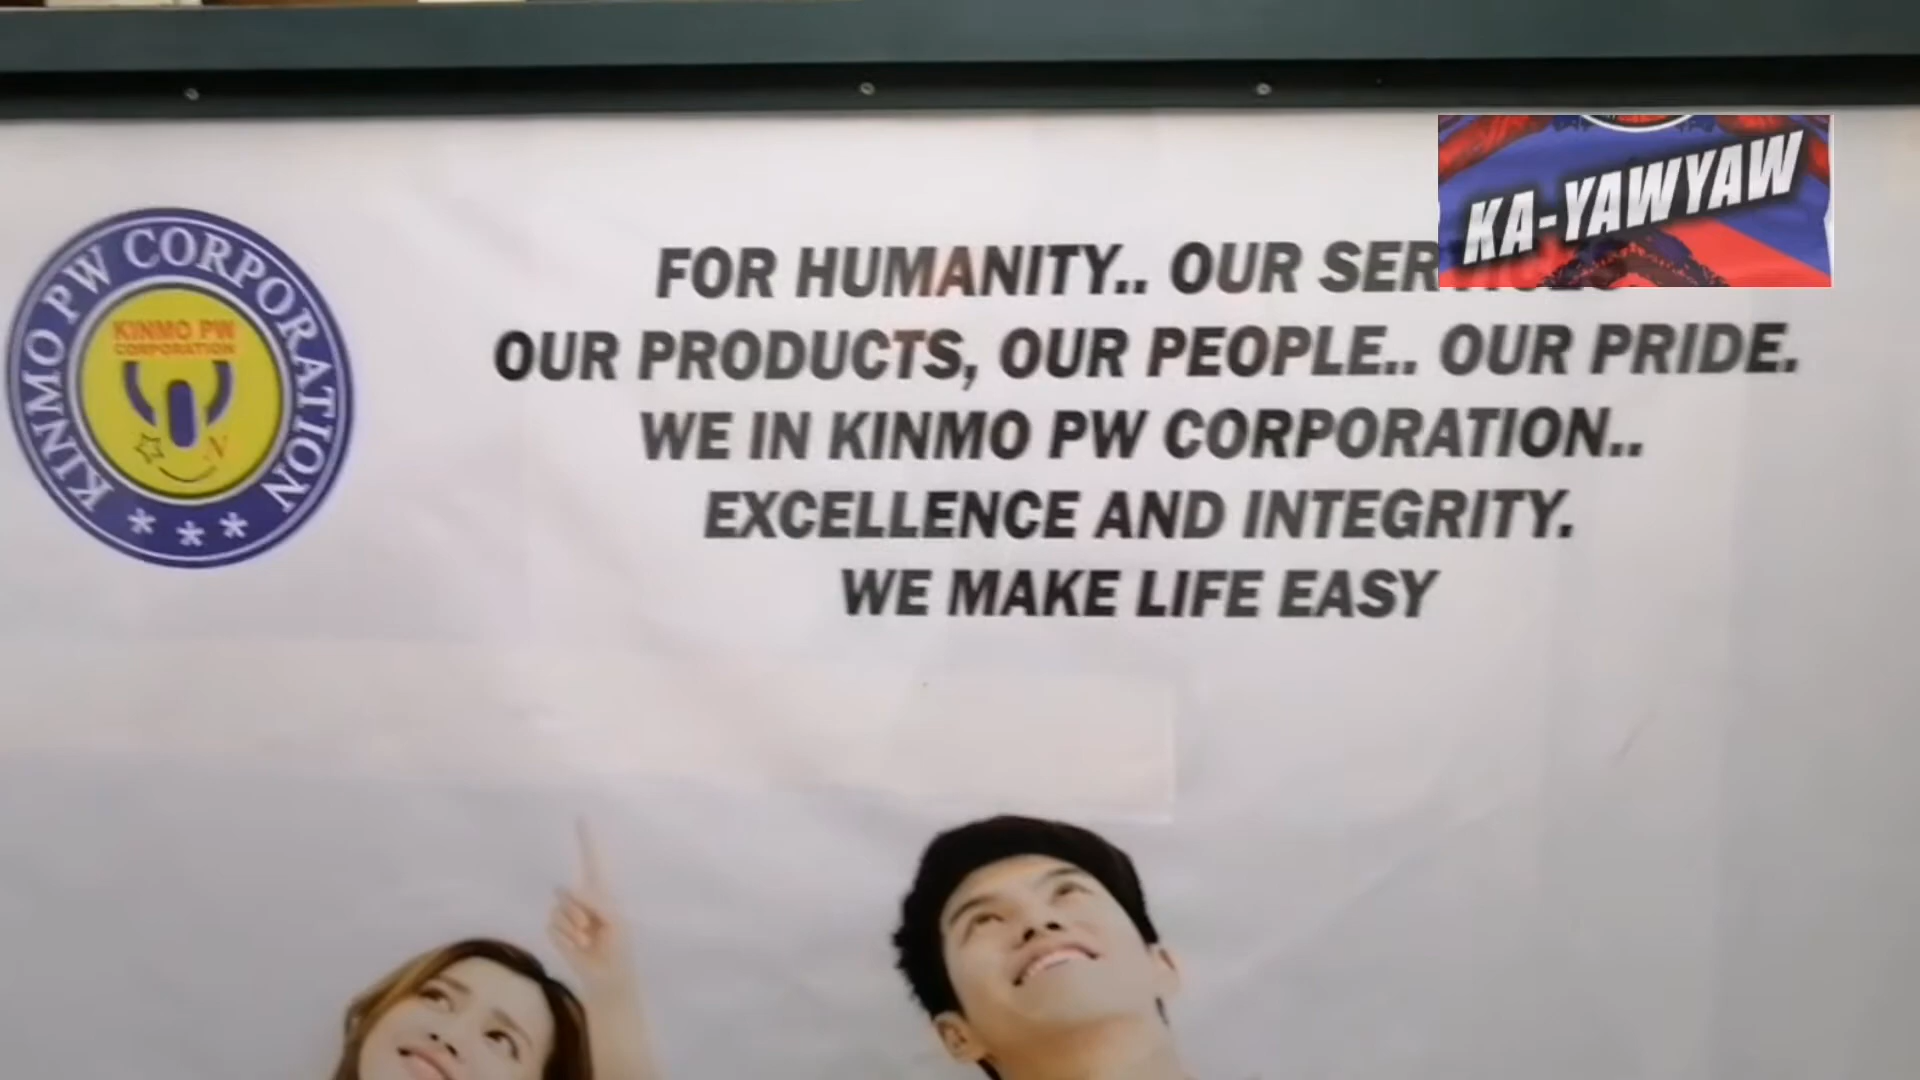 KA-YAWYAW
KINMO PW CORPORATION
KINMO PW
CORPORATION
FOR HUMANITY.. OUR
OUR PRODUCTS, OUR PEOPLE.. OUR PRIDE.
WE IN KINMO PW CORPORATION..
EXCELLENCE AND INTEGRITY.
WE MAKE LIFE EASY